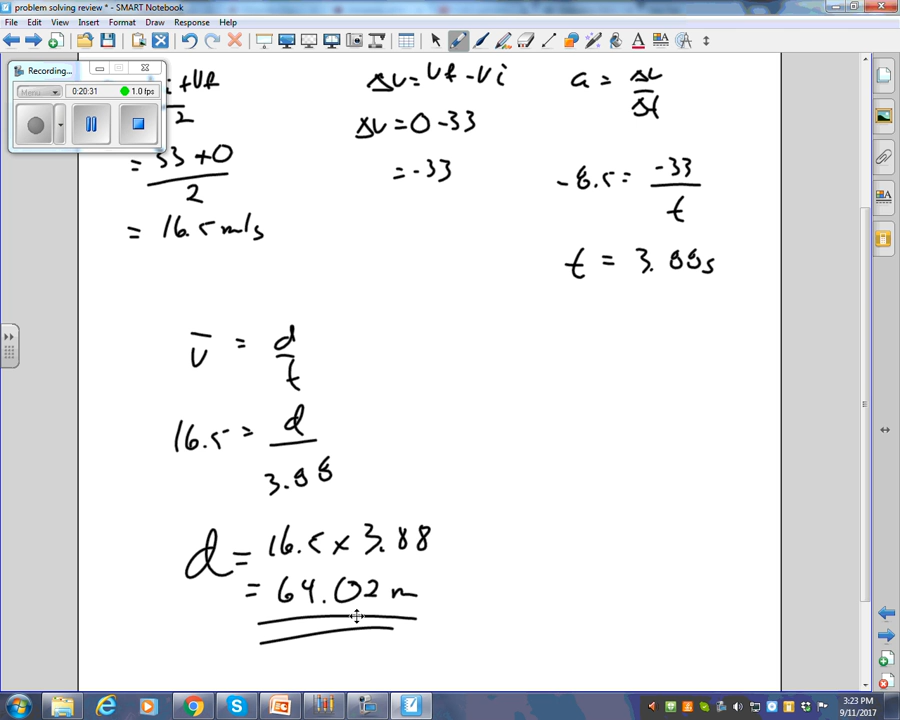 problem solving review * - SMART Notebook
File Edit View Insert Format Draw Response Help
Recording...
Menu
0:20:31 1.0 fps
i + Vf
2
= 33 + 0
2
= 16.5 m/s
ΔV = Vf - Vi
ΔV = 0 - 33
= -33
a = ΔV
Δt
-8.5 = -33
t
t = 3.88s
V = d
t
16.5 = d
3.88
d = 16.5 x 3.88
= 64.02 m
3:23 PM
9/11/2017